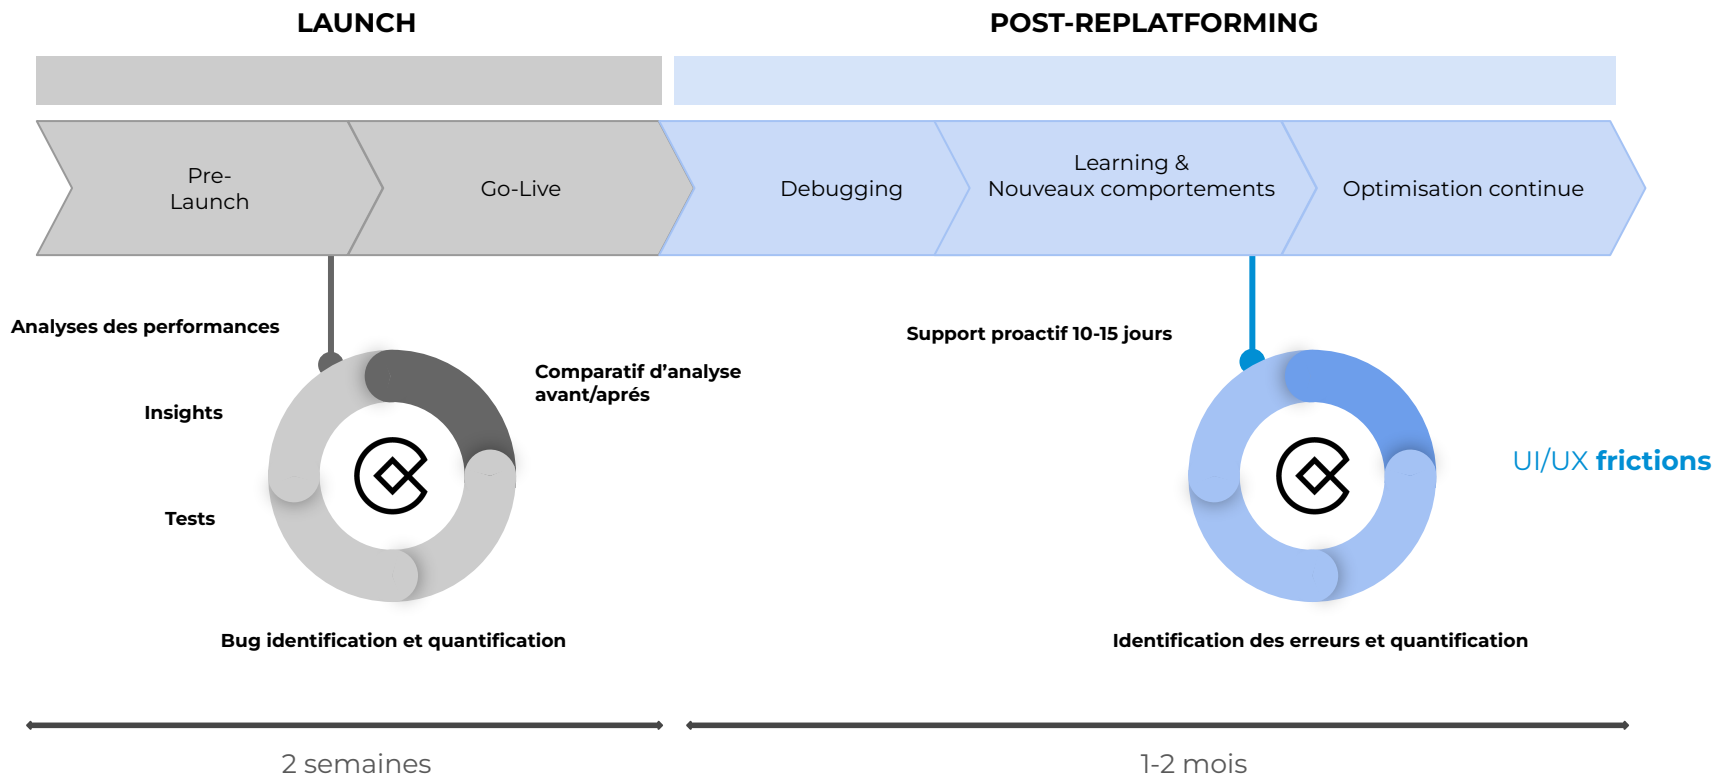 LAUNCH
POST-REPLATFORMING
Pre-
Launch
Go-Live
Debugging
Learning &
Nouveaux comportements
Optimisation continue
Analyses des performances
Insights
Tests
Comparatif d’analyse
avant/aprés
Bug identification et quantification
Support proactif 10-15 jours
UI/UX frictions
Identification des erreurs et quantification
2 semaines
1-2 mois